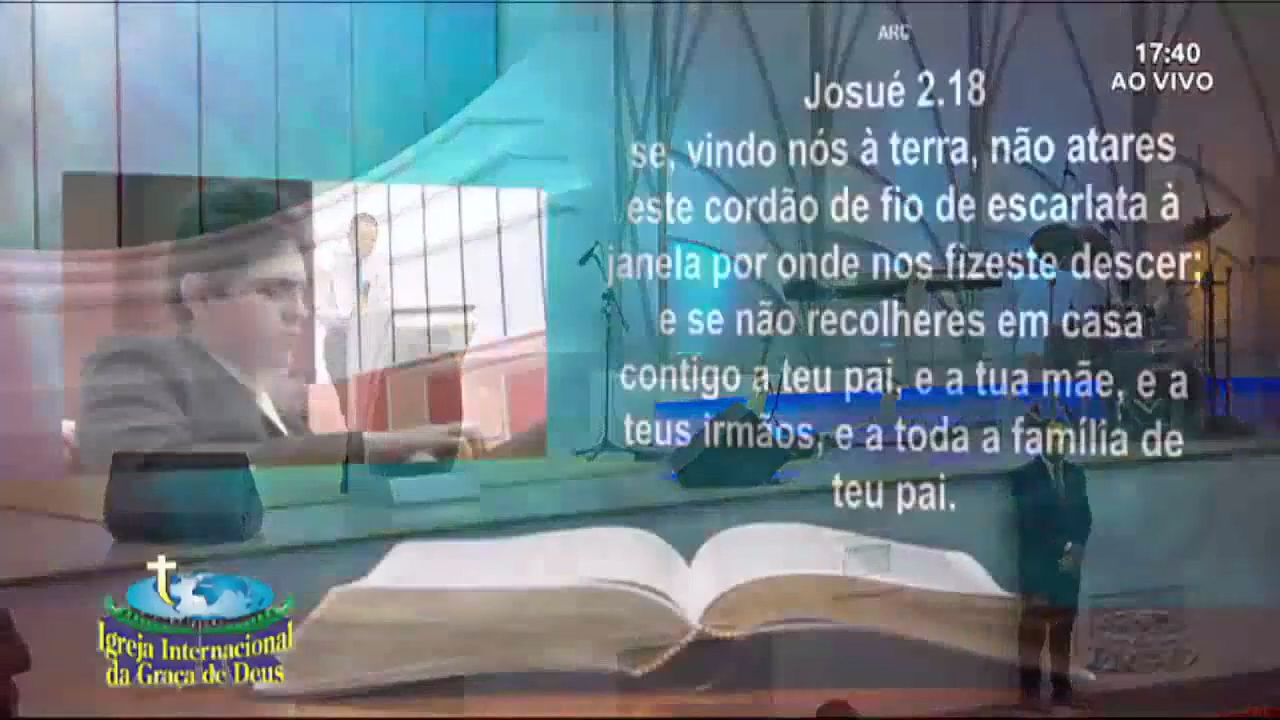 ARC
17:40
AO VIVO
Josué 2.18
se, vindo nós à terra, não atares
este cordão de fio de escarlata à
janela por onde nos fizeste descer;
e se não recolheres em casa
contigo a teu pai, e a tua mãe, e a
teus irmãos, e a toda a família de
teu pai.
Igreja Internacional
da Graça de Deus